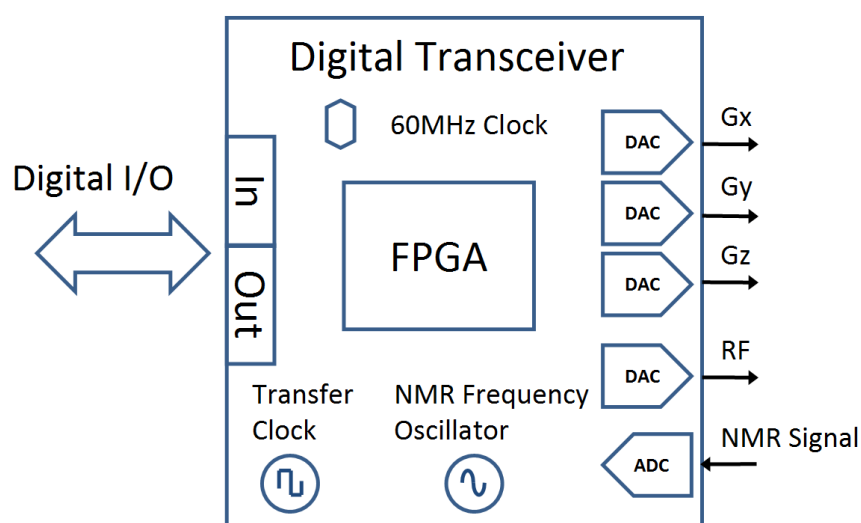 Digital Transceiver
60MHz Clock
Digital I/O
In
Out
FPGA
DAC
Gx
DAC
Gy
DAC
Gz
DAC
RF
Transfer
Clock
NMR Frequency
Oscillator
ADC
NMR Signal